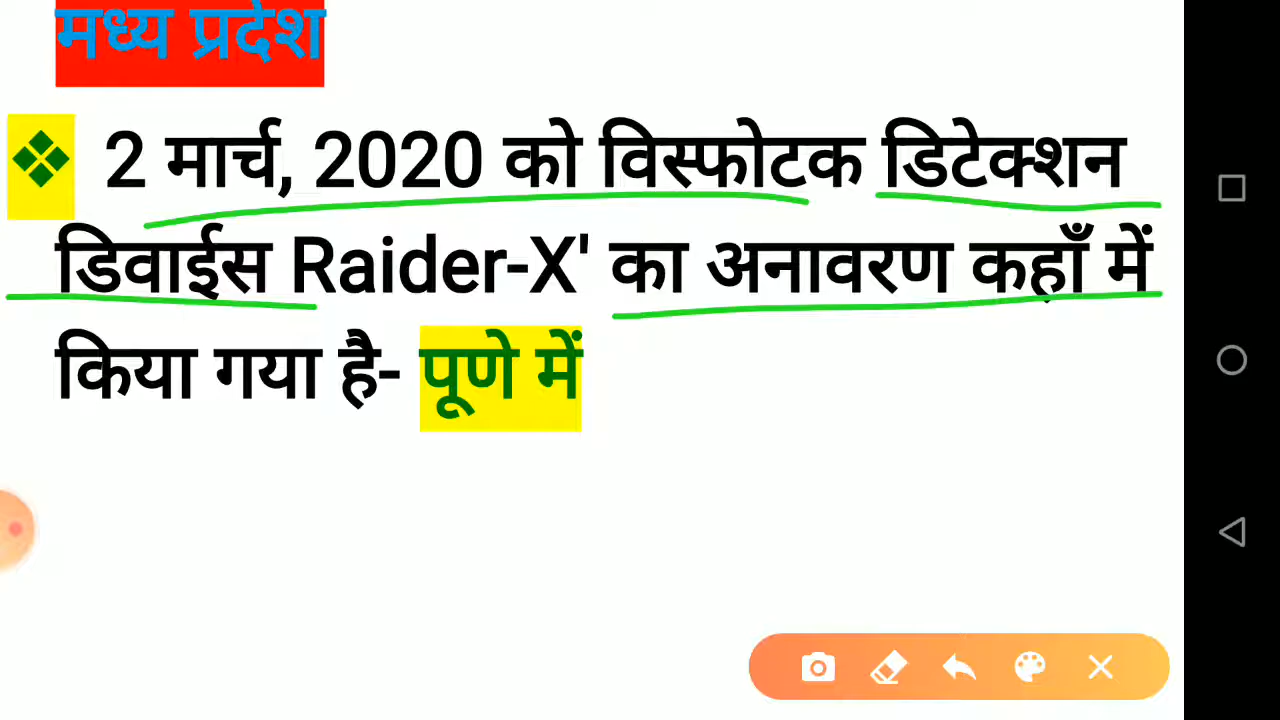 मध्य प्रदेश
❖ 2 मार्च, 2020 को विस्फोटक डिटेक्शन
डिवाईस Raider-X' का अनावरण कहाँ में
किया गया है- पूणे में